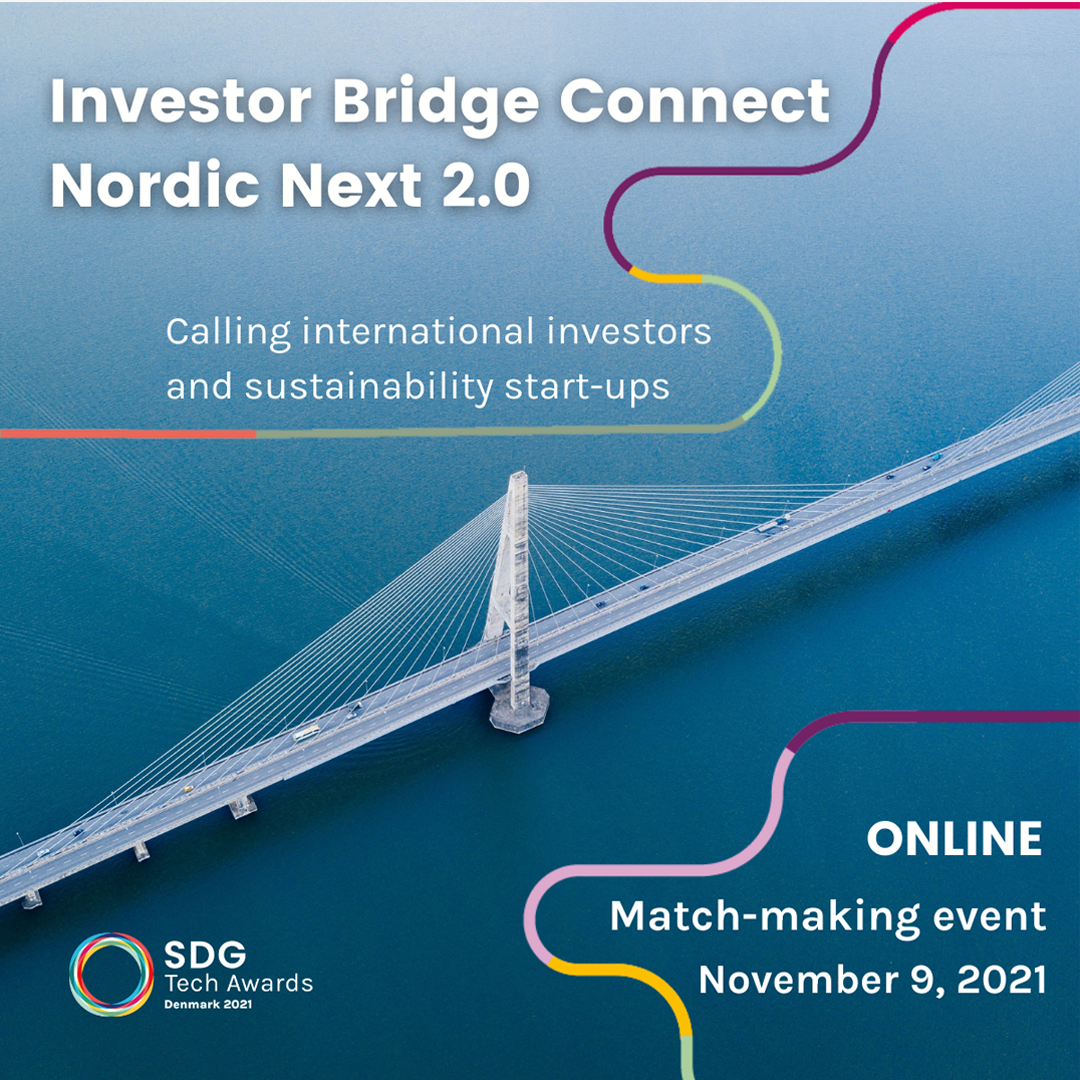 Investor Bridge Connect
Nordic Next 2.0
Calling international investors
and sustainability start-ups
ONLINE
Match-making event
November 9, 2021
SDG
Tech Awards
Denmark 2021